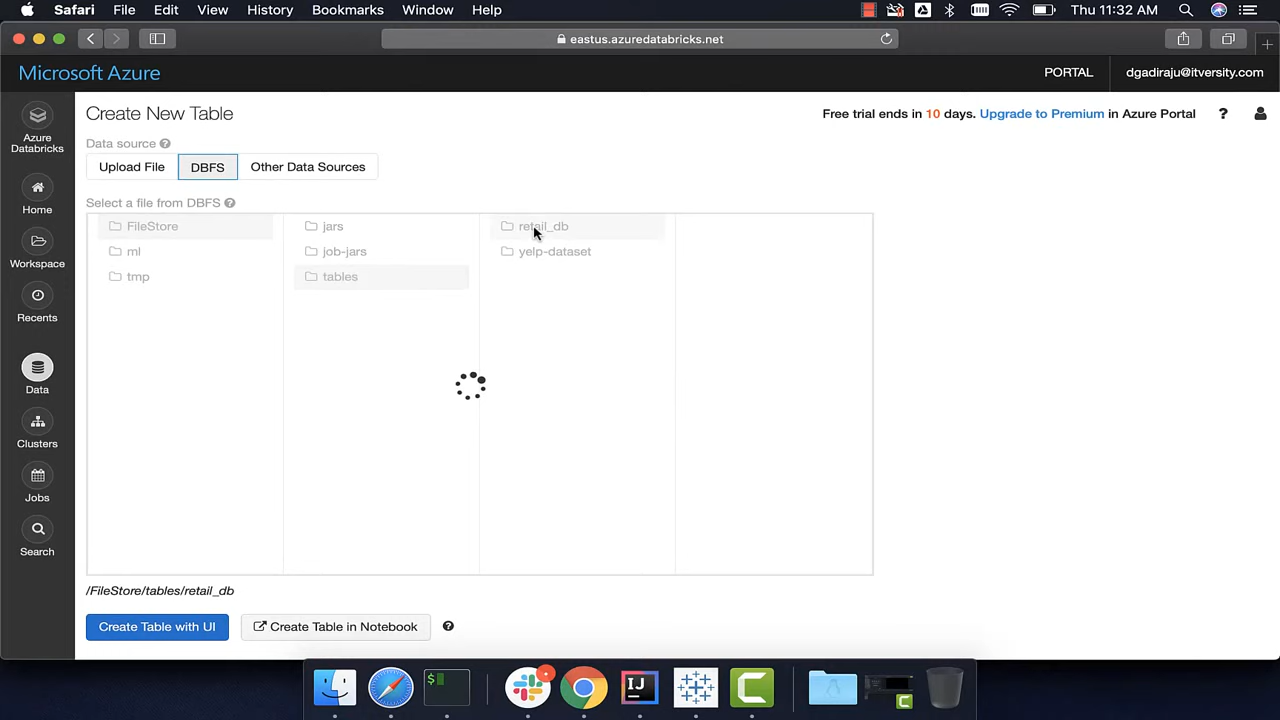 Safari File Edit View History Bookmarks Window Help Thu 11:32 AM
eastus.azuredatabricks.net
Microsoft Azure PORTAL dgadiraju@itversity.com
Azure Databricks
Home
Workspace
Recents
Data
Clusters
Jobs
Search
Create New Table
Free trial ends in 10 days. Upgrade to Premium in Azure Portal ?
Data source ?
Upload File DBFS Other Data Sources
Select a file from DBFS ?
FileStore jars retail_db
ml job-jars yelp-dataset
tmp tables
/FileStore/tables/retail_db
Create Table with UI Create Table in Notebook ?
$
IJ
C